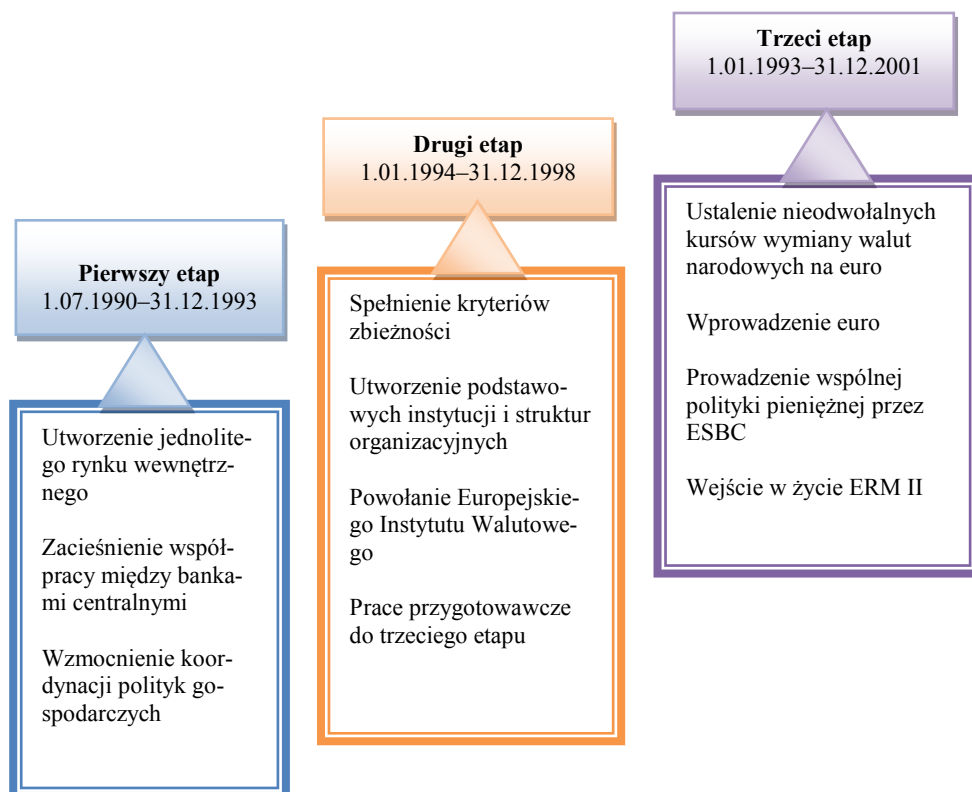 Pierwszy etap
1.07.1990–31.12.1993
Utworzenie jednolite-
go rynku wewnętrz-
nego
Zacieśnienie współ-
pracy między banka-
mi centralnymi
Wzmocnienie koor-
dynacji polityk go-
spodarczych
Drugi etap
1.01.1994–31.12.1998
Spełnienie kryteriów
zbieżności
Utworzenie podstawo-
wych instytucji i struktur
organizacyjnych
Powołanie Europejskie-
go Instytutu Walutowe-
go
Prace przygotowawcze
do trzeciego etapu
Trzeci etap
1.01.1993–31.12.2001
Ustalenie nieodwołalnych
kursów wymiany walut
narodowych na euro
Wprowadzenie euro
Prowadzenie wspólnej
polityki pieniężnej przez
ESBC
Wejście w życie ERM II